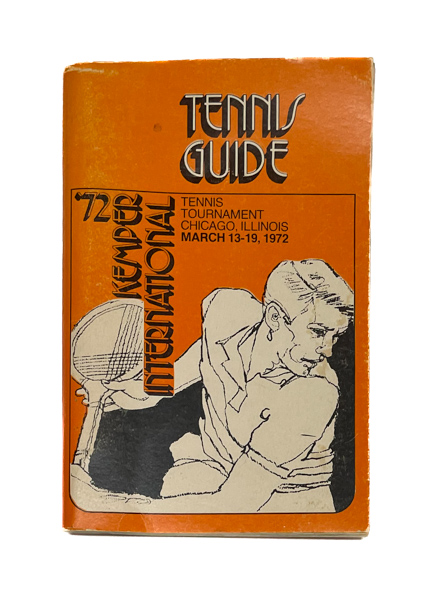 TENNIS
GUIDE
'72 KEMPER
INTERNATIONAL
TENNIS
TOURNAMENT
CHICAGO, ILLINOIS
MARCH 13-19, 1972